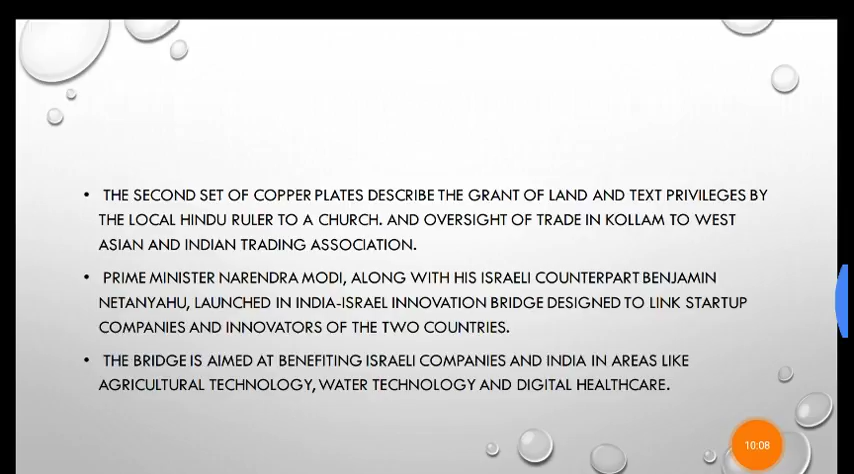 • THE SECOND SET OF COPPER PLATES DESCRIBE THE GRANT OF LAND AND TEXT PRIVILEGES BY
THE LOCAL HINDU RULER TO A CHURCH. AND OVERSIGHT OF TRADE IN KOLLAM TO WEST
ASIAN AND INDIAN TRADING ASSOCIATION.
• PRIME MINISTER NARENDRA MODI, ALONG WITH HIS ISRAELI COUNTERPART BENJAMIN
NETANYAHU, LAUNCHED IN INDIA-ISRAEL INNOVATION BRIDGE DESIGNED TO LINK STARTUP
COMPANIES AND INNOVATORS OF THE TWO COUNTRIES.
• THE BRIDGE IS AIMED AT BENEFITING ISRAELI COMPANIES AND INDIA IN AREAS LIKE
AGRICULTURAL TECHNOLOGY, WATER TECHNOLOGY AND DIGITAL HEALTHCARE.
10:08